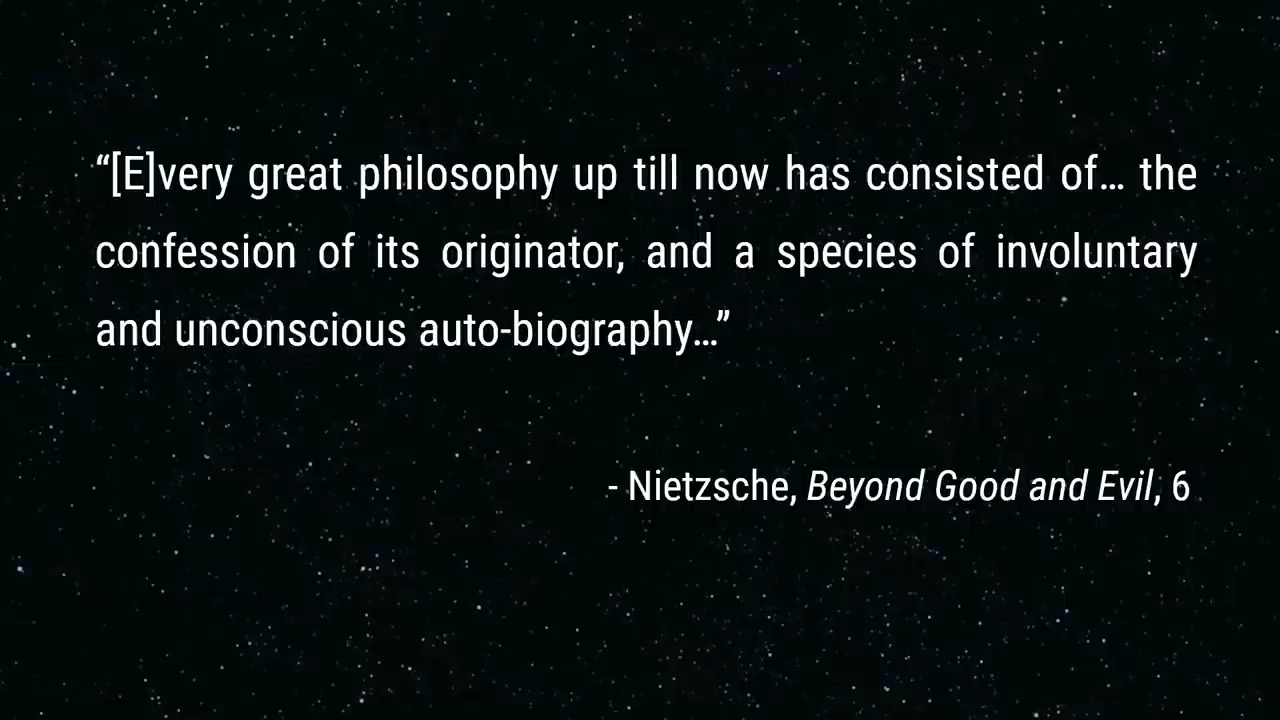 “[E]very great philosophy up till now has consisted of… the
confession of its originator, and a species of involuntary
and unconscious auto-biography…”
- Nietzsche, Beyond Good and Evil, 6